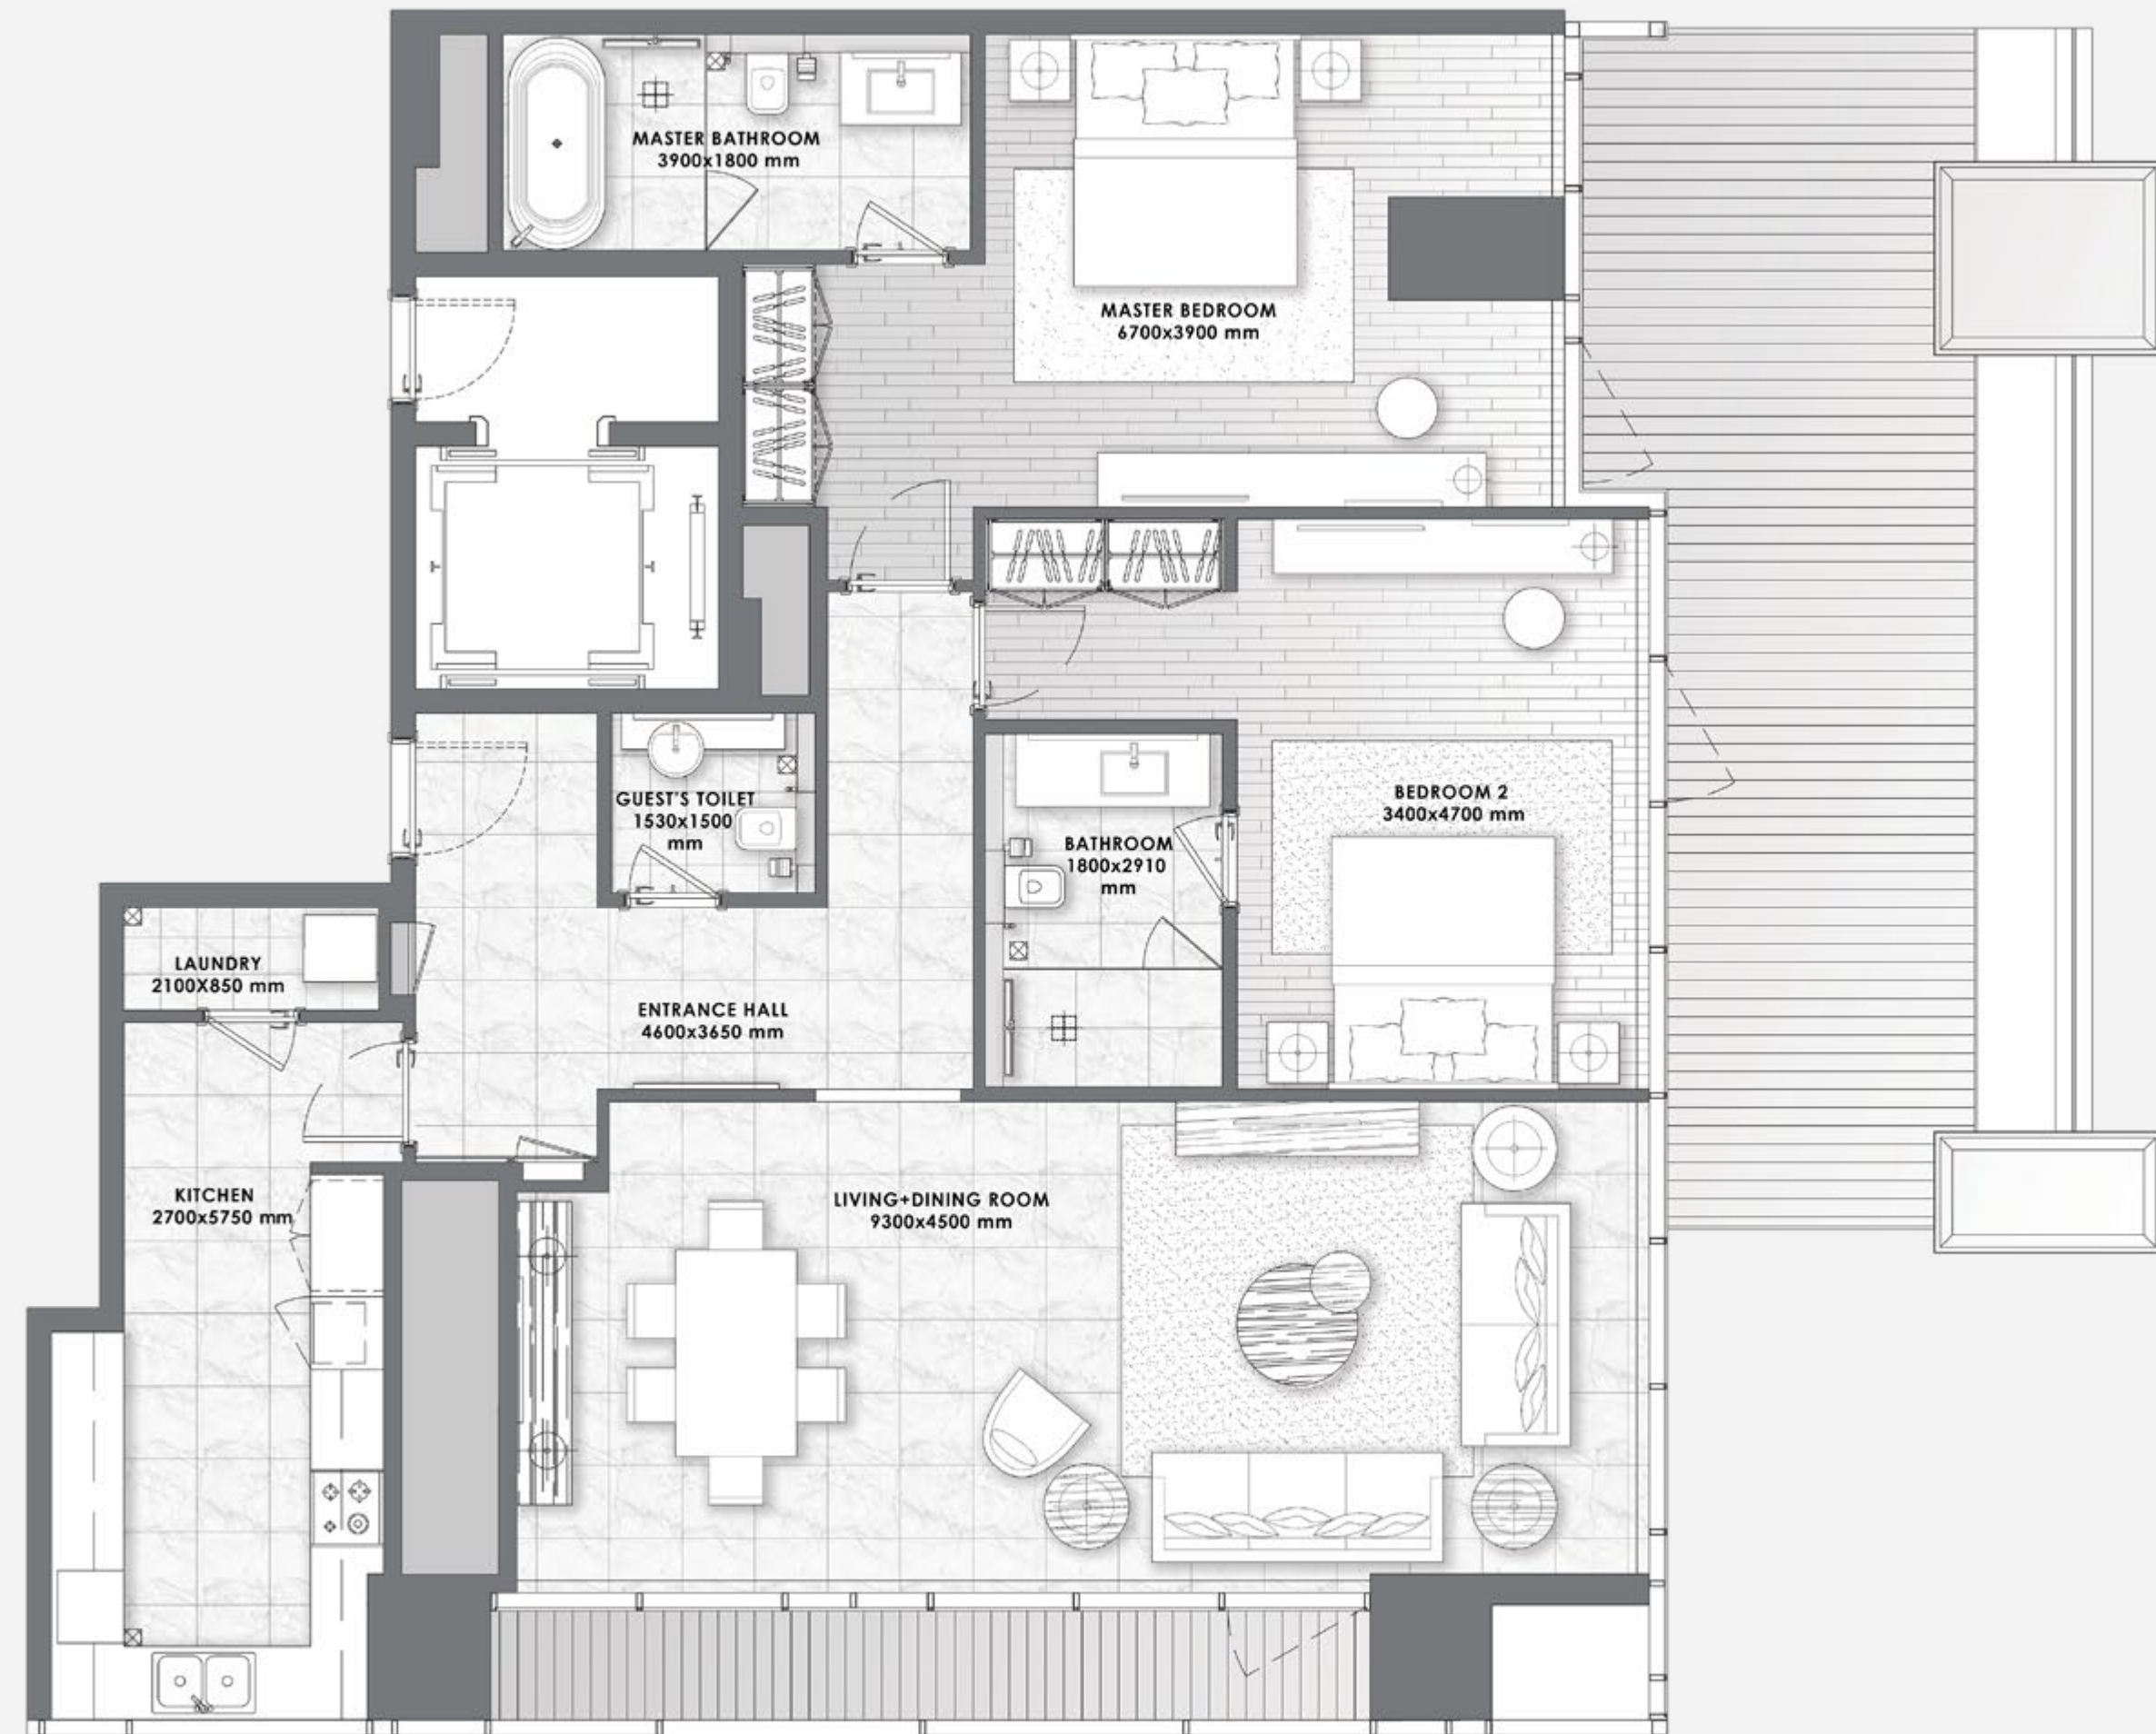 MASTER BATHROOM
3900x1800 mm
MASTER BEDROOM
6700x3900 mm
GUEST'S TOILET
1530x1500
mm
BEDROOM 2
3400x4700 mm
BATHROOM
1800x2910
mm
LAUNDRY
2100X850 mm
ENTRANCE HALL
4600x3650 mm
KITCHEN
2700x5750 mm
LIVING+DINING ROOM
9300x4500 mm